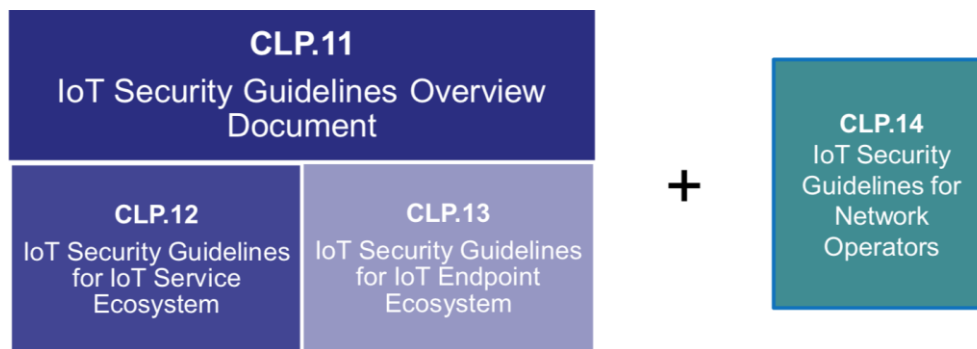 CLP.11
IoT Security Guidelines Overview
Document
CLP.12
IoT Security Guidelines
for IoT Service
Ecosystem
CLP.13
IoT Security Guidelines
for IoT Endpoint
Ecosystem
+
CLP.14
IoT Security
Guidelines for
Network
Operators